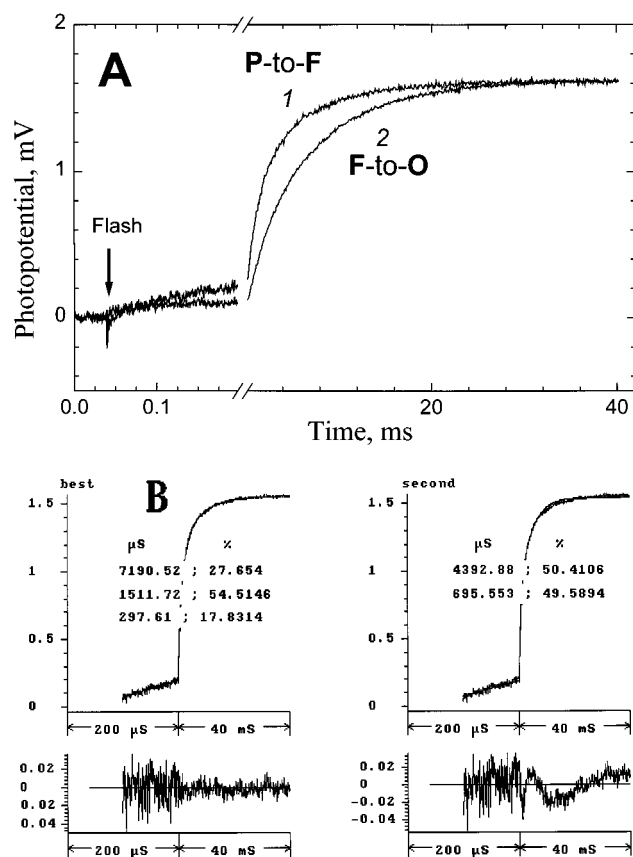 A
2
1
0
Photopotential, mV
P-to-F
1
2
F-to-O
Flash
0.0 0.1 20 40
Time, ms
B
best
1.5
1
0.5
0
μS %
7190.52 ; 27.654
1511.72 ; 54.5146
297.61 ; 17.8314
200 μS 40 mS
0.02
0
0.02
0.04
200 μS 40 mS
second
1.5
1
0.5
0
μS %
4392.88 ; 50.4106
695.553 ; 49.5894
200 μS 40 mS
0.02
0
-0.02
-0.04
200 μS 40 mS